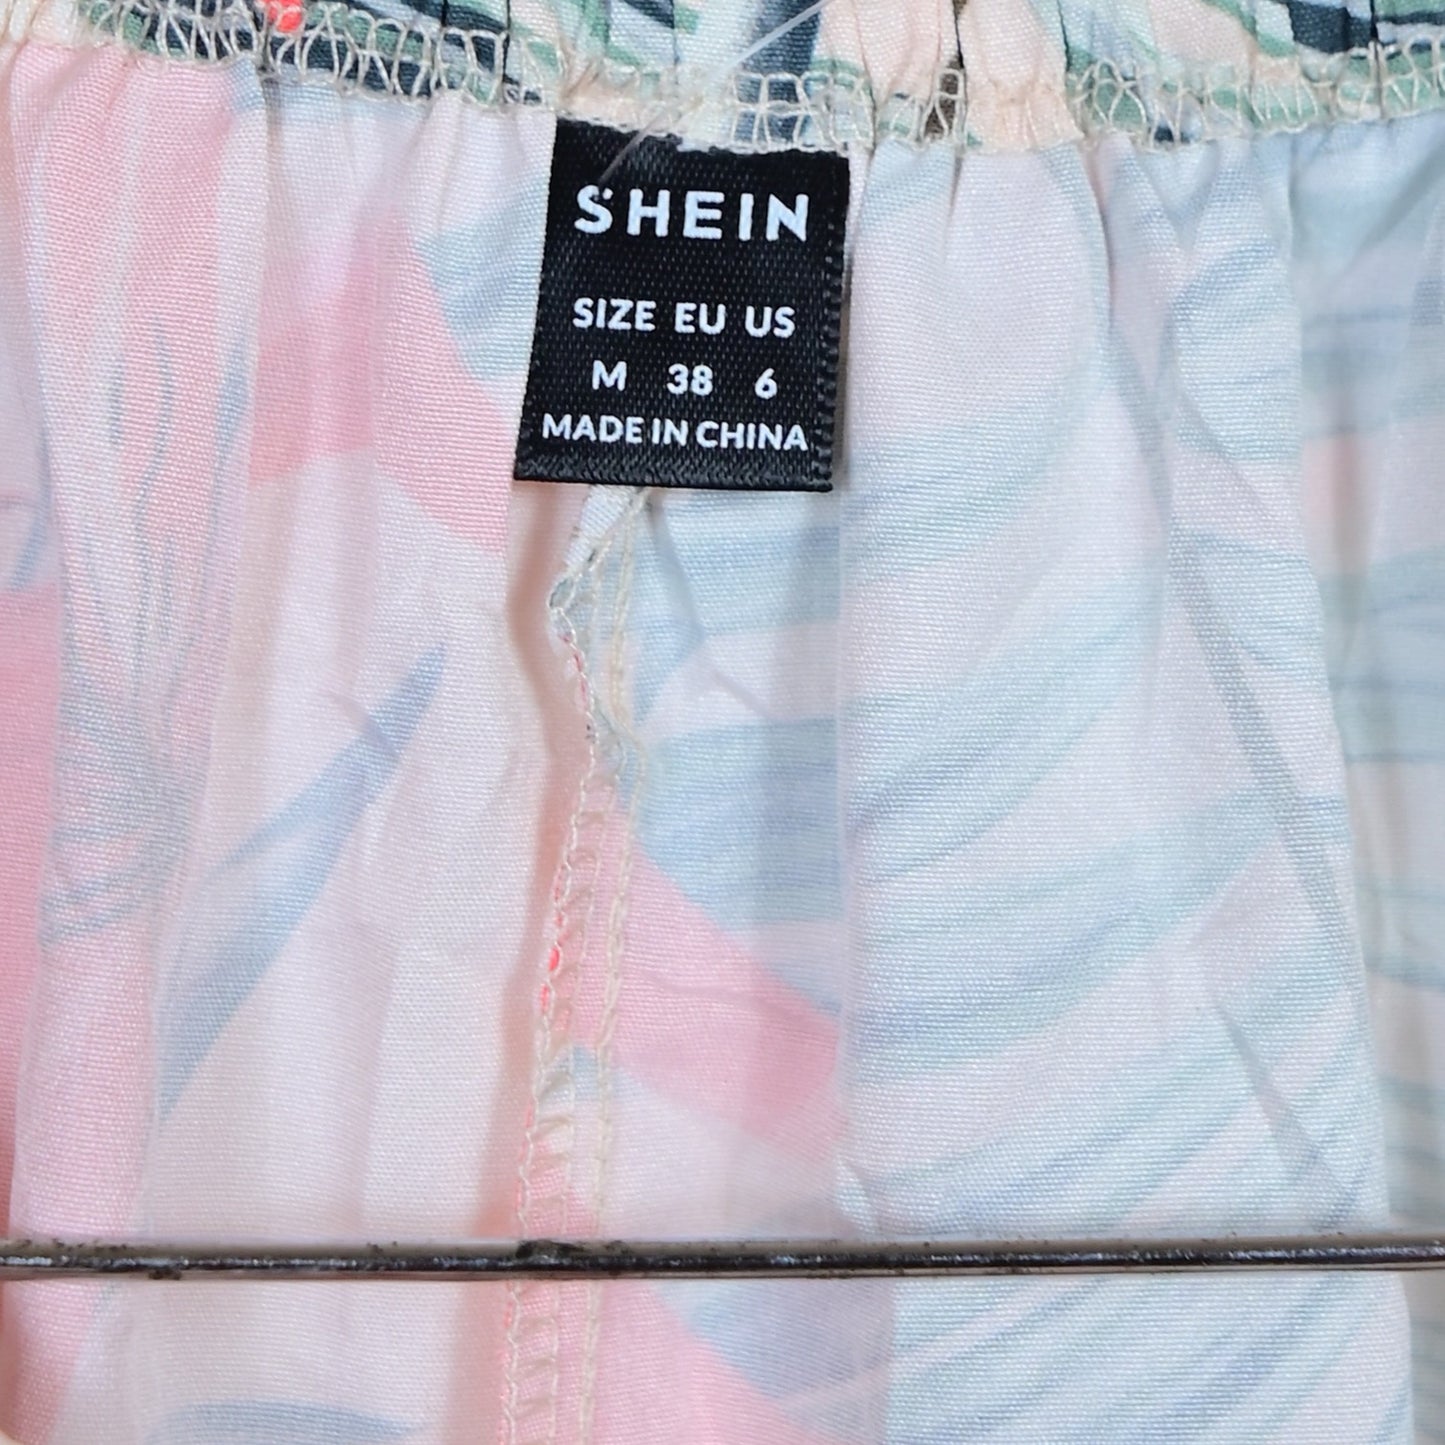 SHEIN
SIZE EU US
M 38 6
MADE IN CHINA